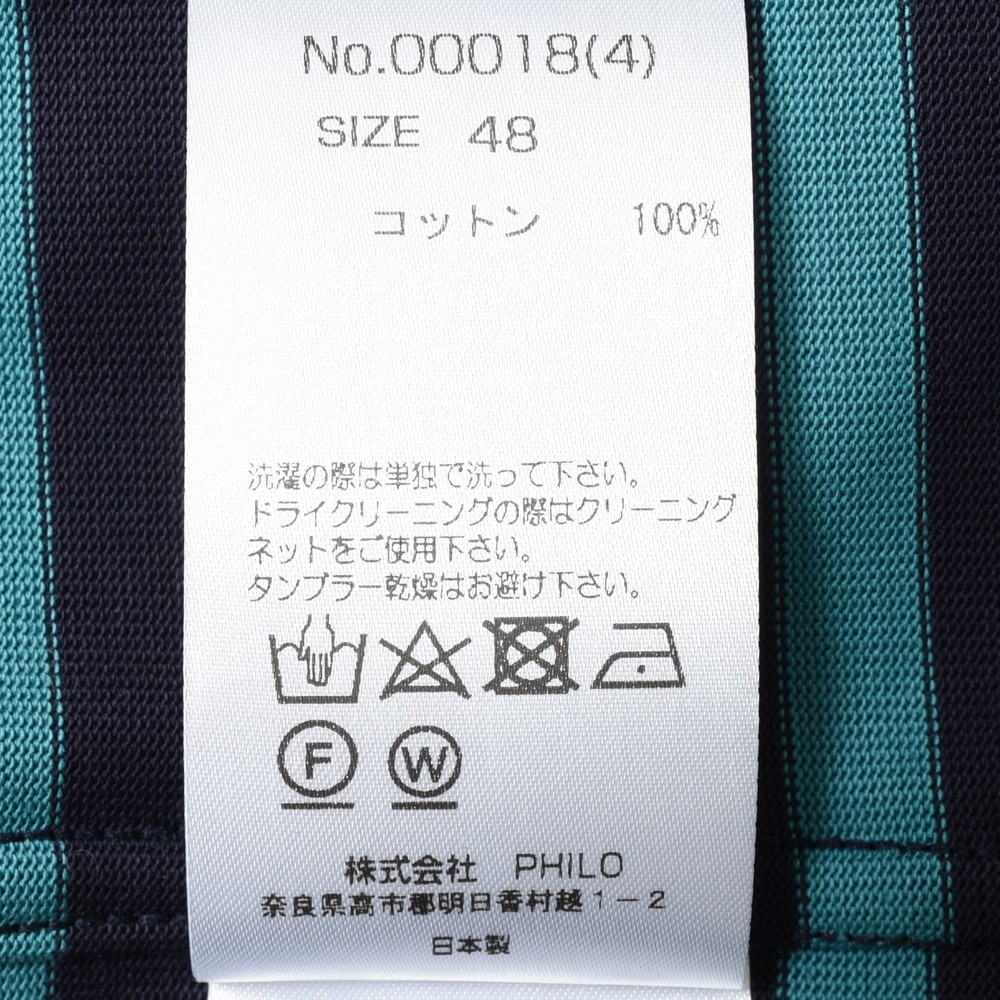 No.00018(4)
SIZE 48
コットン 100%
洗濯の際は単独で洗って下さい。
ドライクリーニングの際はクリーニング
ネットをご使用下さい。
タンブラー乾燥はお避け下さい。
F W
株式会社 PHILO
奈良県高市郡明日香村越1-2
日本製